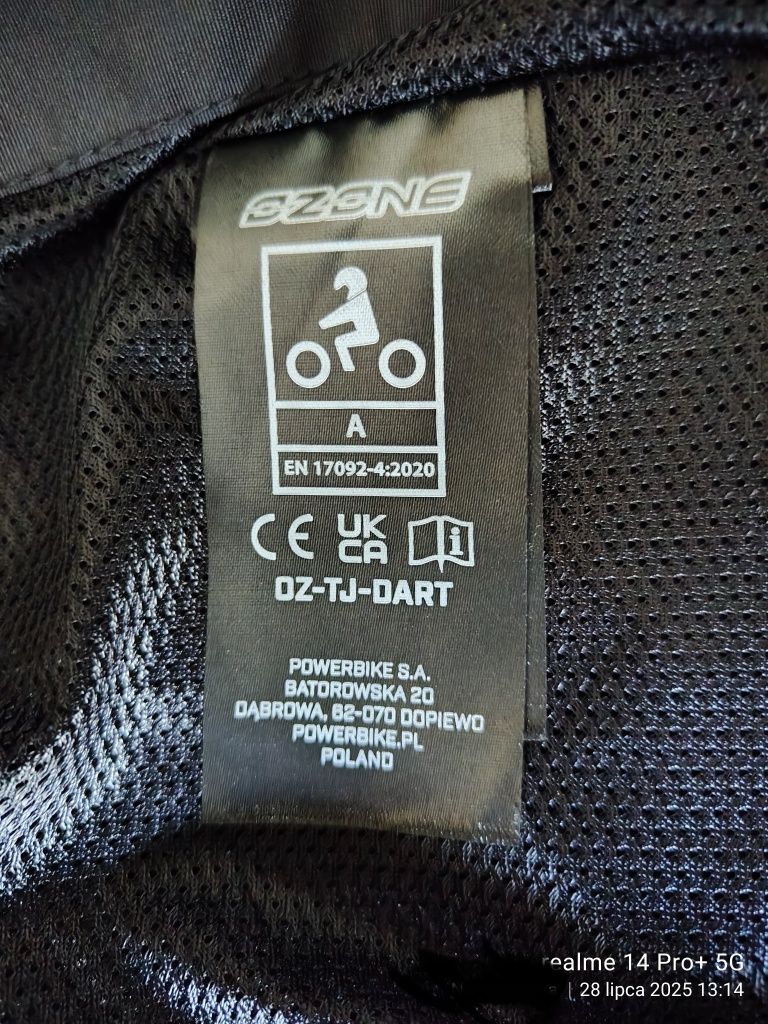 OZONE
A
EN 17092-4:2020
CE UK CA i
OZ-TJ-DART
POWERBIKE S.A.
BATOROWSKA 20
DĄBROWA, 62-070 DOPIEWO
POWERBIKE.PL
POLAND
realme 14 Pro+ 5G
| 28 lipca 2025 13:14